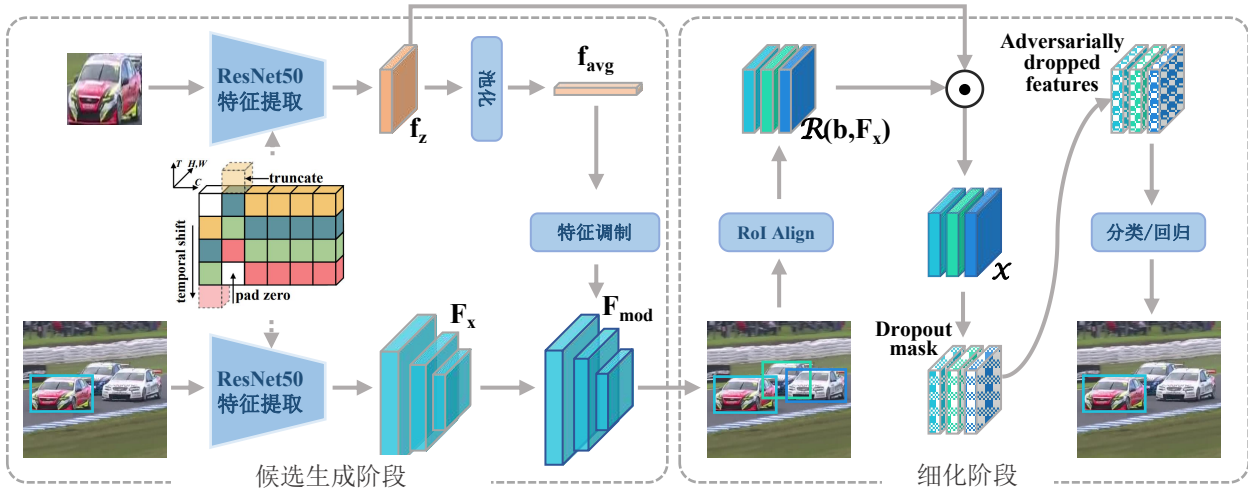 ResNet50
特征提取
f_z
池化
f_avg
T
H,W
C
truncate
temporal shift
pad zero
特征调制
ResNet50
特征提取
F_x
F_mod
候选生成阶段
R(b,F_x)
RoI Align
Adversarially
dropped
features
x
分类/回归
Dropout
mask
细化阶段